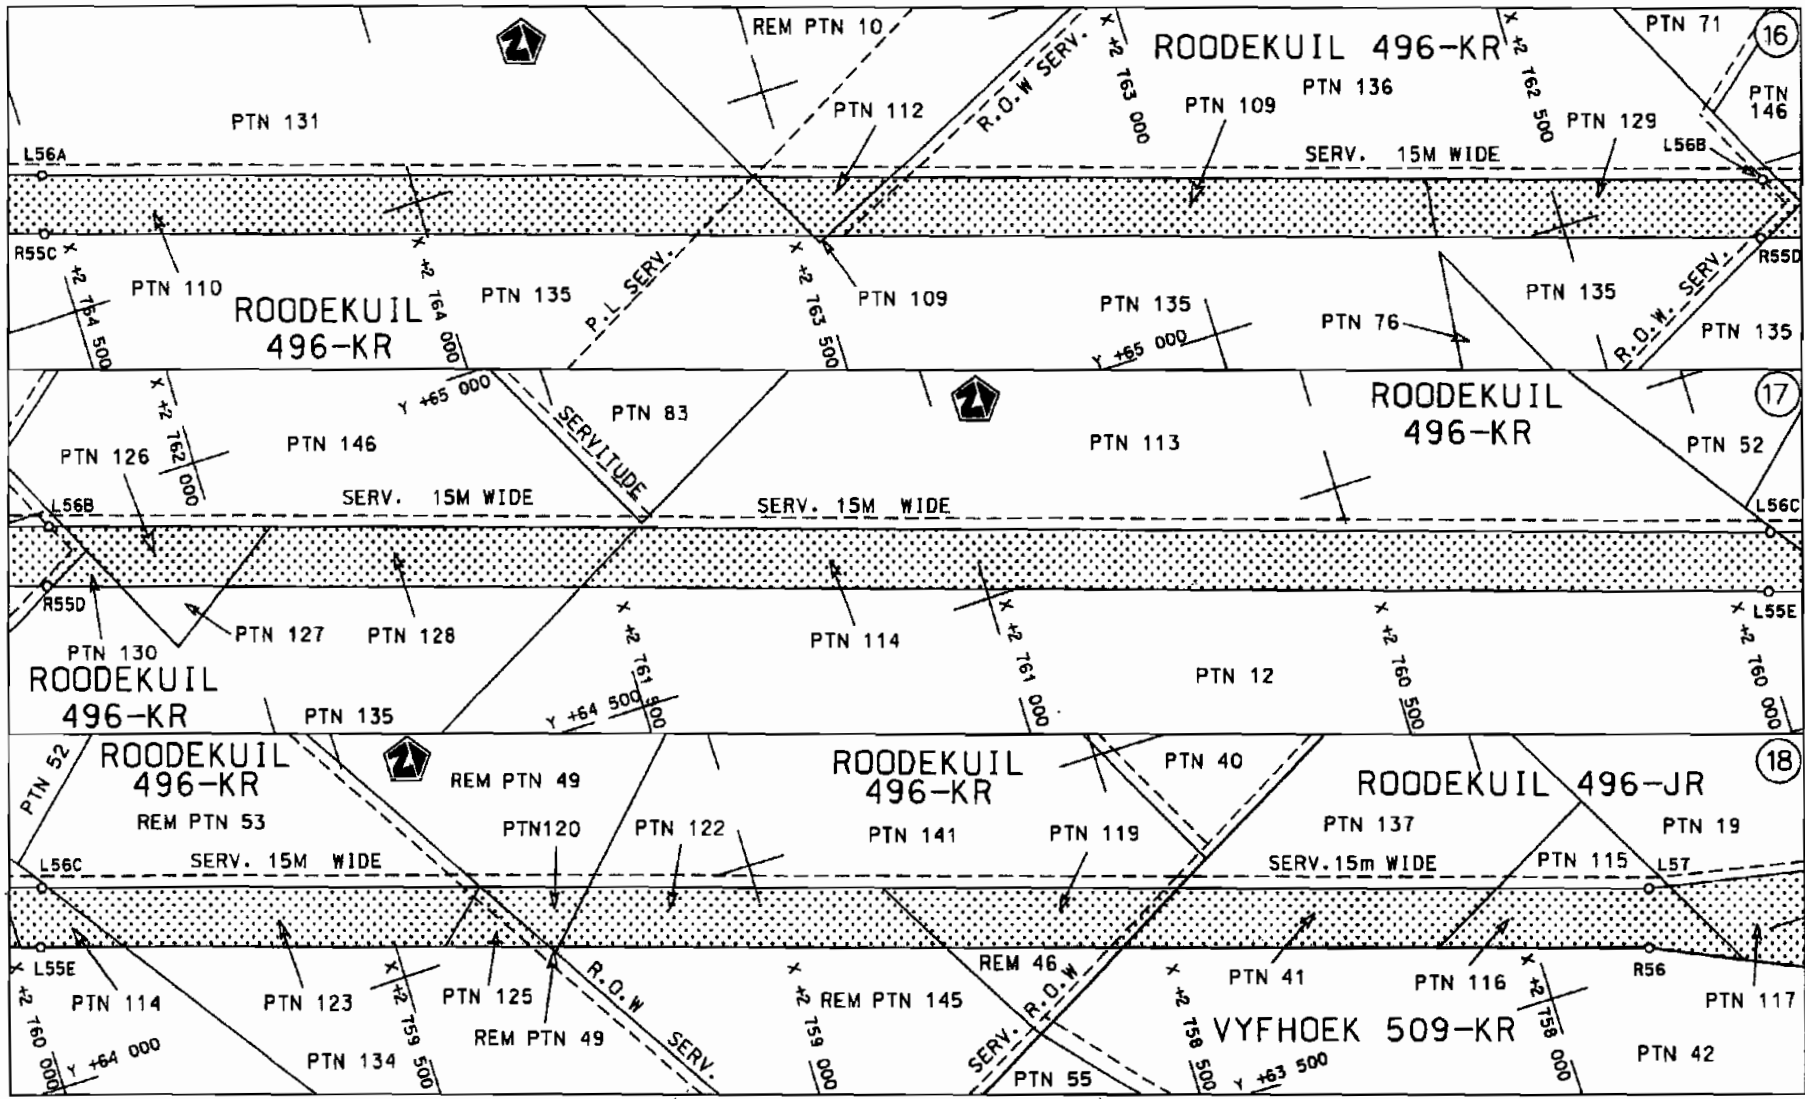 REM PTN 10
PTN 71
16
ROODEKUIL 496-KR
X +2 763 000
X +2 762 500
R.O.W SERV.
PTN 131
PTN 112
PTN 109
PTN 136
PTN 129
PTN
146
L56A
SERV. 15M WIDE
L56B
R55C
R55D
X +2 764 500
X +2 764 000
X +2 763 500
PTN 110
PTN 135
P.L SERV.
PTN 109
PTN 135
PTN 76
PTN 135
R.O.W. SERV.
PTN 135
ROODEKUIL
496-KR
Y +65 000
17
X +2 762 000
Y +65 000
PTN 83
ROODEKUIL
496-KR
PTN 126
PTN 146
SERVITUDE
PTN 113
PTN 52
L56B
SERV. 15M WIDE
SERV. 15M WIDE
L56C
R55D
L55E
PTN 130
PTN 127
PTN 128
PTN 114
X +2 761 500
X +2 761 000
X +2 760 500
X +2 760 000
PTN 12
ROODEKUIL
496-KR
PTN 135
Y +64 500
18
PTN 52
ROODEKUIL
496-KR
REM PTN 49
ROODEKUIL
496-KR
PTN 40
ROODEKUIL 496-JR
REM PTN 53
PTN120
PTN 122
PTN 141
PTN 119
PTN 137
PTN 19
L56C
SERV. 15M WIDE
SERV.15m WIDE
PTN 115
L57
L55E
R56
X +2 760 000
X +2 759 500
X +2 759 000
X +2 758 500
X +2 758 000
PTN 114
PTN 123
PTN 125
R.O.W SERV.
REM PTN 145
REM 46
SERV. R.O.W
PTN 41
PTN 116
PTN 117
REM PTN 49
VYFHOEK 509-KR
Y +64 000
PTN 134
PTN 55
Y +63 500
PTN 42